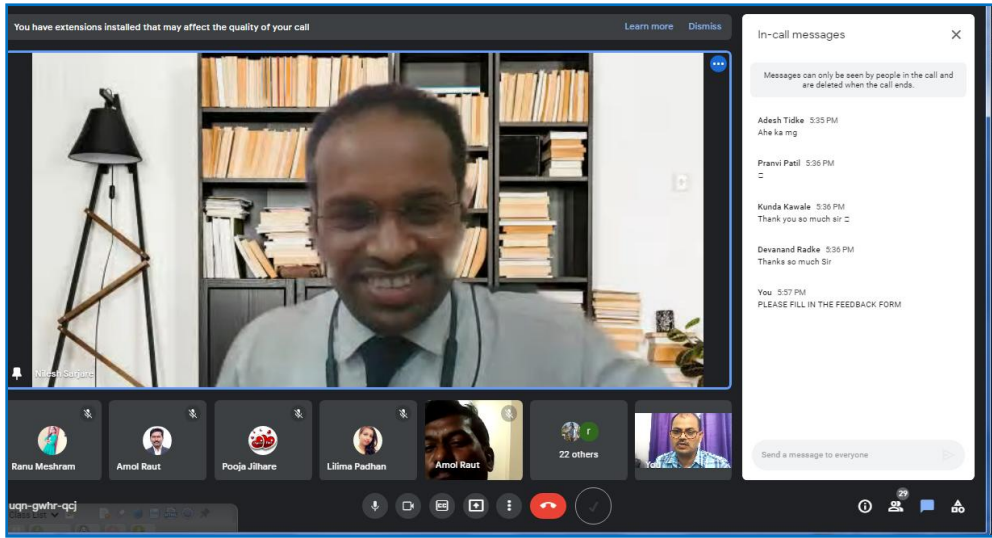 You have extensions installed that may affect the quality of your call
Learn more
Dismiss
In-call messages
Messages can only be seen by people in the call and
are deleted when the call ends.
Adesh Tidke 5:35 PM
Ahe ka mg
Pranvi Patil 5:36 PM
Kunda Kawale 5:36 PM
Thank you so much sir
Devanand Radke 5:36 PM
Thanks so much Sir
You 5:57 PM
PLEASE FILL IN THE FEEDBACK FORM
Nilesh Sarjare
Ranu Meshram
Amol Raut
Pooja Jilhare
Lilima Padhan
Amol Raut
r
22 others
You
Send a message to everyone
uqn-gwhr-qcj
Class List
29